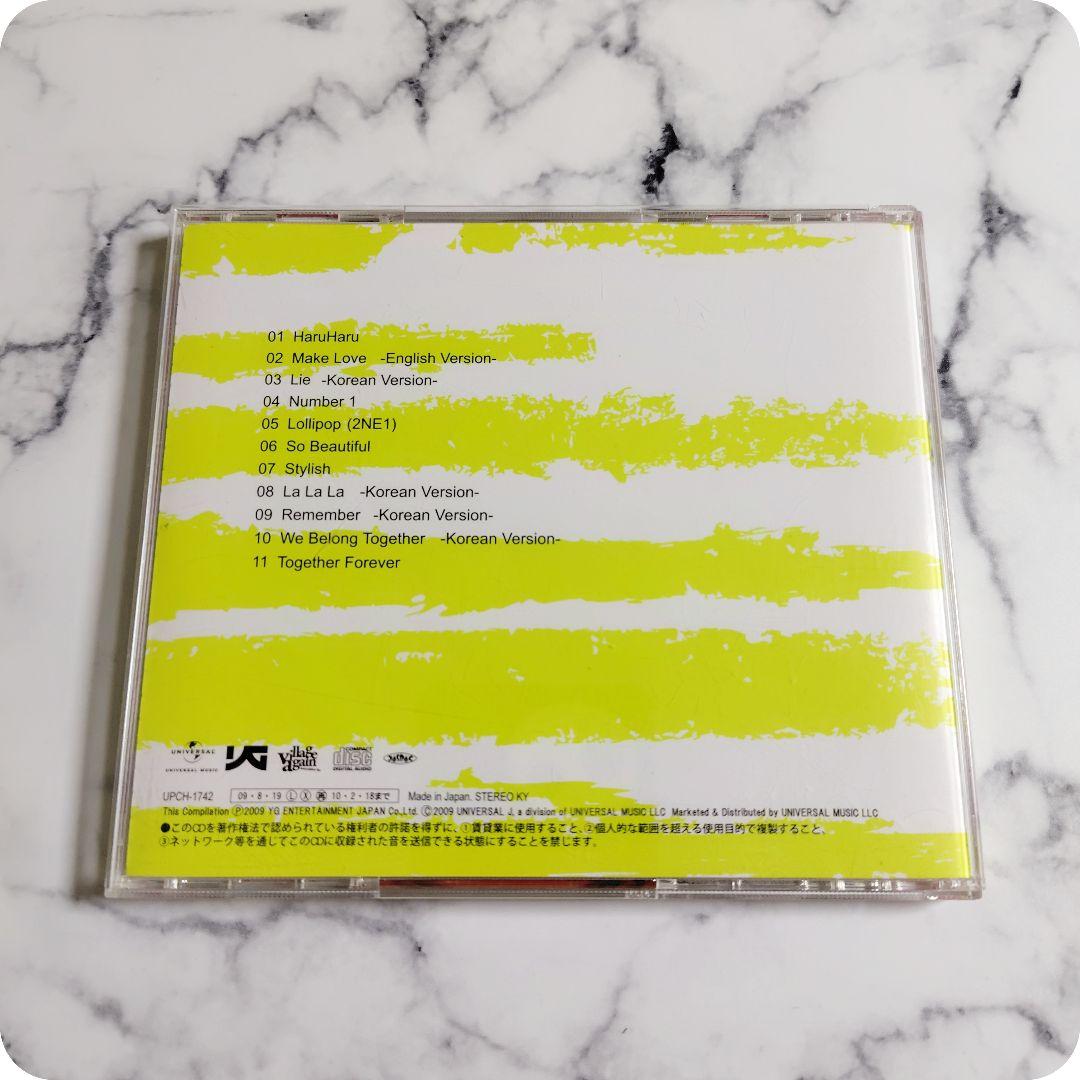 01 HaruHaru
02 Make Love -English Version-
03 Lie -Korean Version-
04 Number 1
05 Lollipop (2NE1)
06 So Beautiful
07 Stylish
08 La La La -Korean Version-
09 Remember -Korean Version-
10 We Belong Together -Korean Version-
11 Together Forever
UNIVERSAL
UNIVERSAL MUSIC
YG
Village Again
COMPACT disc DIGITAL AUDIO
UPCH-1742 09・8・19 Ⓛ Ⓧ ㊢ 10・2・18まで Made in Japan. STEREO KY
This Compilation Ⓟ2009 YG ENTERTAINMENT JAPAN Co.,Ltd. Ⓒ2009 UNIVERSAL J, a division of UNIVERSAL MUSIC LLC Marketed & Distributed by UNIVERSAL MUSIC LLC
●このCDを著作権法で認められている権利者の許諾を得ずに、①賃貸業に使用すること、②個人的な範囲を超える使用目的で複製すること、
③ネットワーク等を通じてこのCDに収録された音を送信できる状態にすることを禁じます。